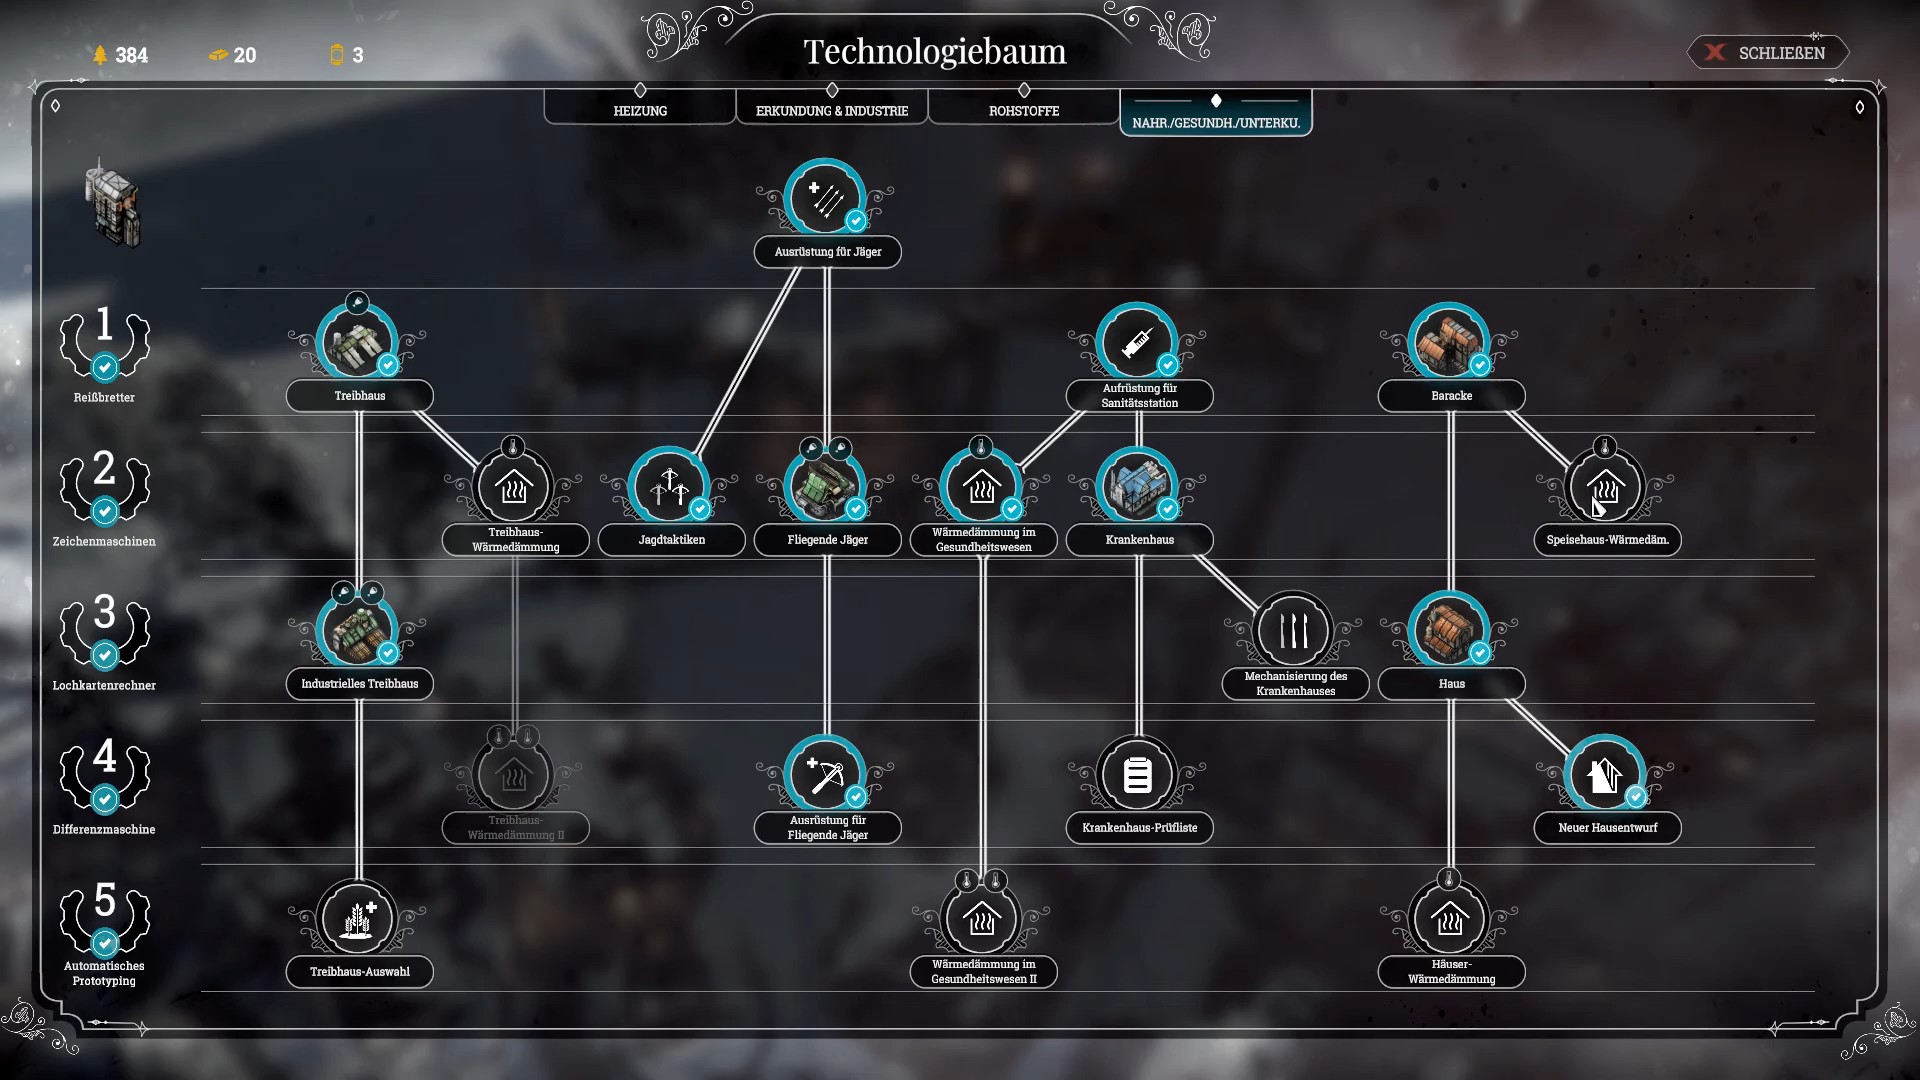 384
20
3
Technologiebaum
SCHLIEẞEN
HEIZUNG
ERKUNDUNG & INDUSTRIE
ROHSTOFFE
NAHR./GESUNDH./UNTERKU.
Ausrüstung für Jäger
1
Reißbretter
Treibhaus
Aufrüstung für
Sanitätsstation
Baracke
2
Zeichenmaschinen
Treibhaus-
Wärmedämmung
Jagdtaktiken
Fliegende Jäger
Wärmedämmung im
Gesundheitswesen
Krankenhaus
Speisehaus-Wärmedäm.
3
Lochkartenrechner
Industrielles Treibhaus
Mechanisierung des
Krankenhauses
Haus
4
Differenzmaschine
Treibhaus-
Wärmedämmung II
Ausrüstung für
Fliegende Jäger
Krankenhaus-Prüfliste
Neuer Hausentwurf
5
Automatisches
Prototyping
Treibhaus-Auswahl
Wärmedämmung im
Gesundheitswesen II
Häuser-
Wärmedämmung